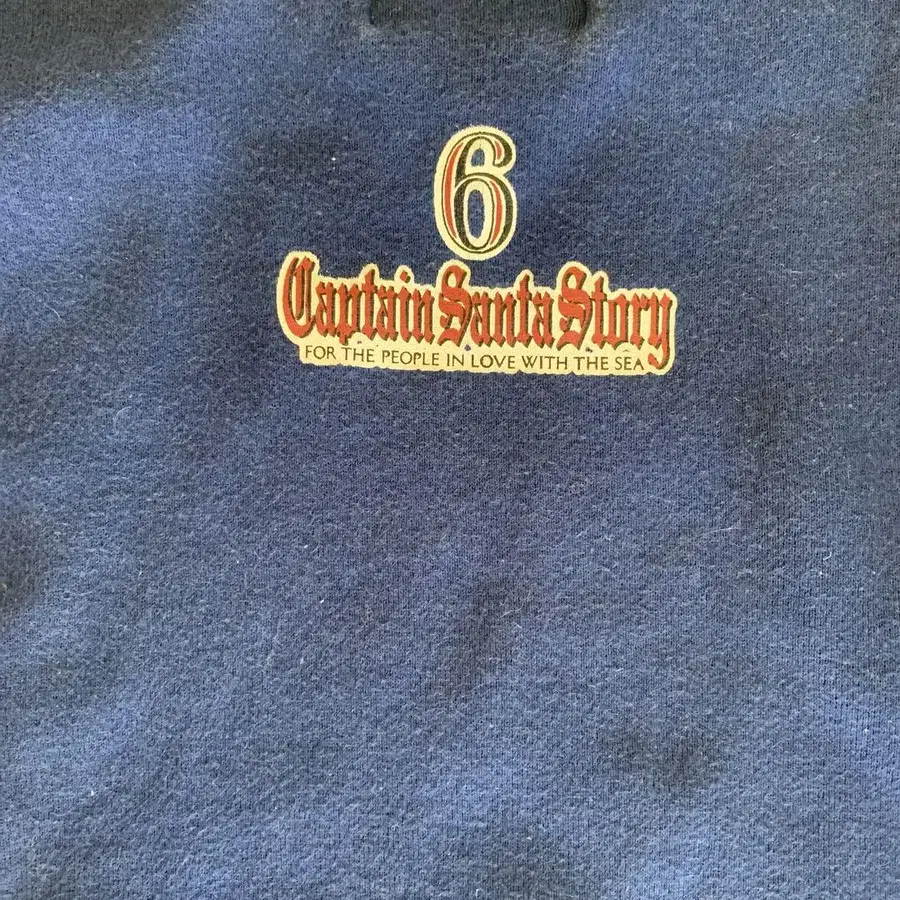 6
Captain Santa Story
FOR THE PEOPLE IN LOVE WITH THE SEA